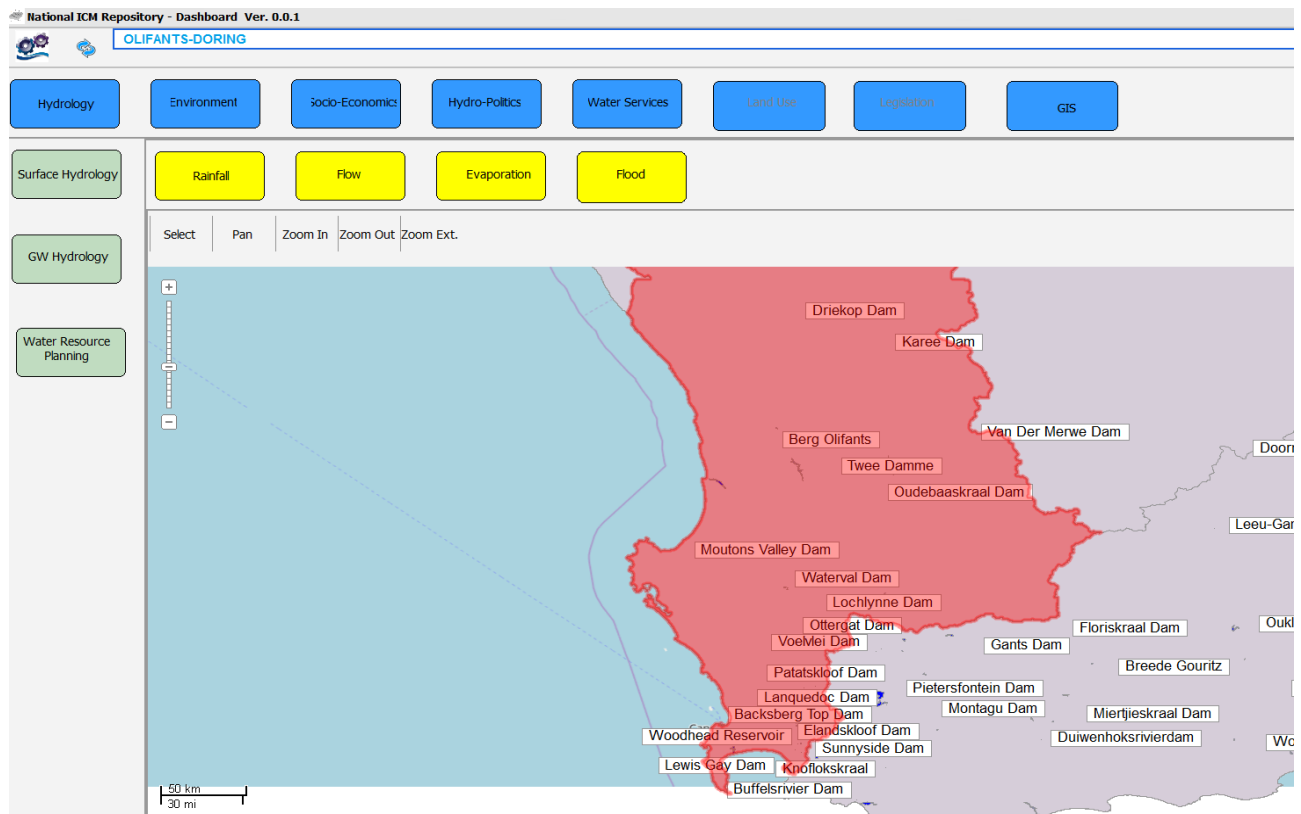 National ICM Repository - Dashboard Ver. 0.0.1
OLIFANTS-DORING
Hydrology
Environment
Socio-Economics
Hydro-Politics
Water Services
Land Use
Legislation
GIS
Surface Hydrology
GW Hydrology
Water Resource
Planning
Rainfall
Flow
Evaporation
Flood
Select
Pan
Zoom In
Zoom Out
Zoom Ext.
Driekop Dam
Karee Dam
Van Der Merwe Dam
Berg Olifants
Twee Damme
Oudebaaskraal Dam
Moutons Valley Dam
Waterval Dam
Lochlynne Dam
Ottergat Dam
Floriskraal Dam
Voelvlei Dam
Gants Dam
Breede Gouritz
Patatskloof Dam
Pietersfontein Dam
Lanquedoc Dam
Montagu Dam
Miertjieskraal Dam
Backsberg Top Dam
Elandskloof Dam
Woodhead Reservoir
Duiwenhoksrivierdam
Sunnyside Dam
Lewis Gay Dam
Knoflokskraal
Buffelsrivier Dam
50 km
30 mi